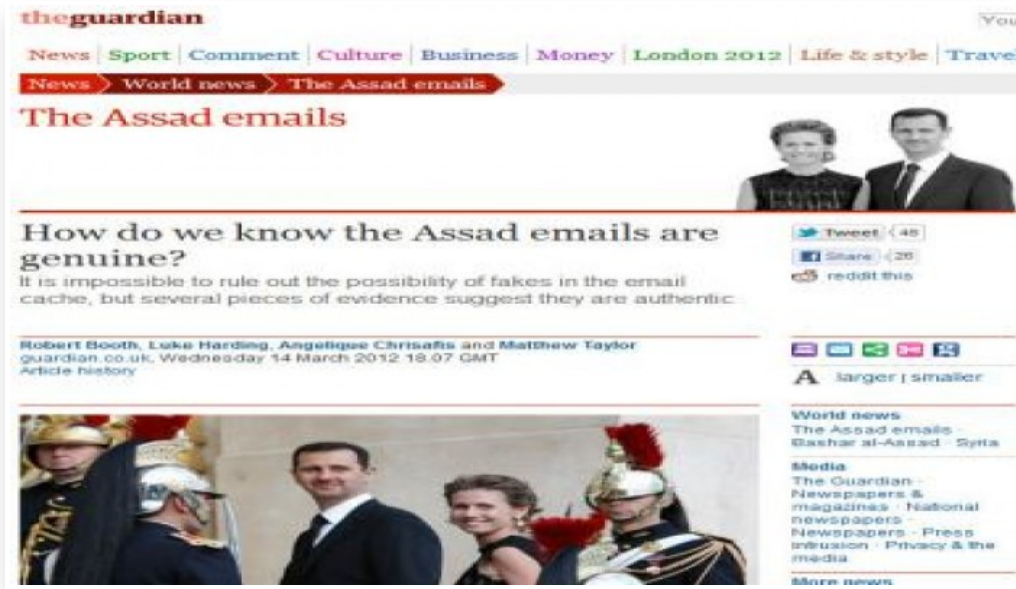 theguardian
You
News Sport Comment Culture Business Money London 2012 Life & style Travel
News World news The Assad emails
The Assad emails
How do we know the Assad emails are
genuine?
It is impossible to rule out the possibility of fakes in the email
cache, but several pieces of evidence suggest they are authentic
Tweet 48
Share 26
reddit this
Robert Booth, Luke Harding, Angelique Chrisafis and Matthew Taylor
guardian.co.uk, Wednesday 14 March 2012 18.07 GMT
Article history
A larger | smaller
World news
The Assad emails ·
Bashar al-Assad · Syria
Media
The Guardian ·
Newspapers &
magazines · National
newspapers ·
Newspapers · Press
intrusion · Privacy & the
media
More news